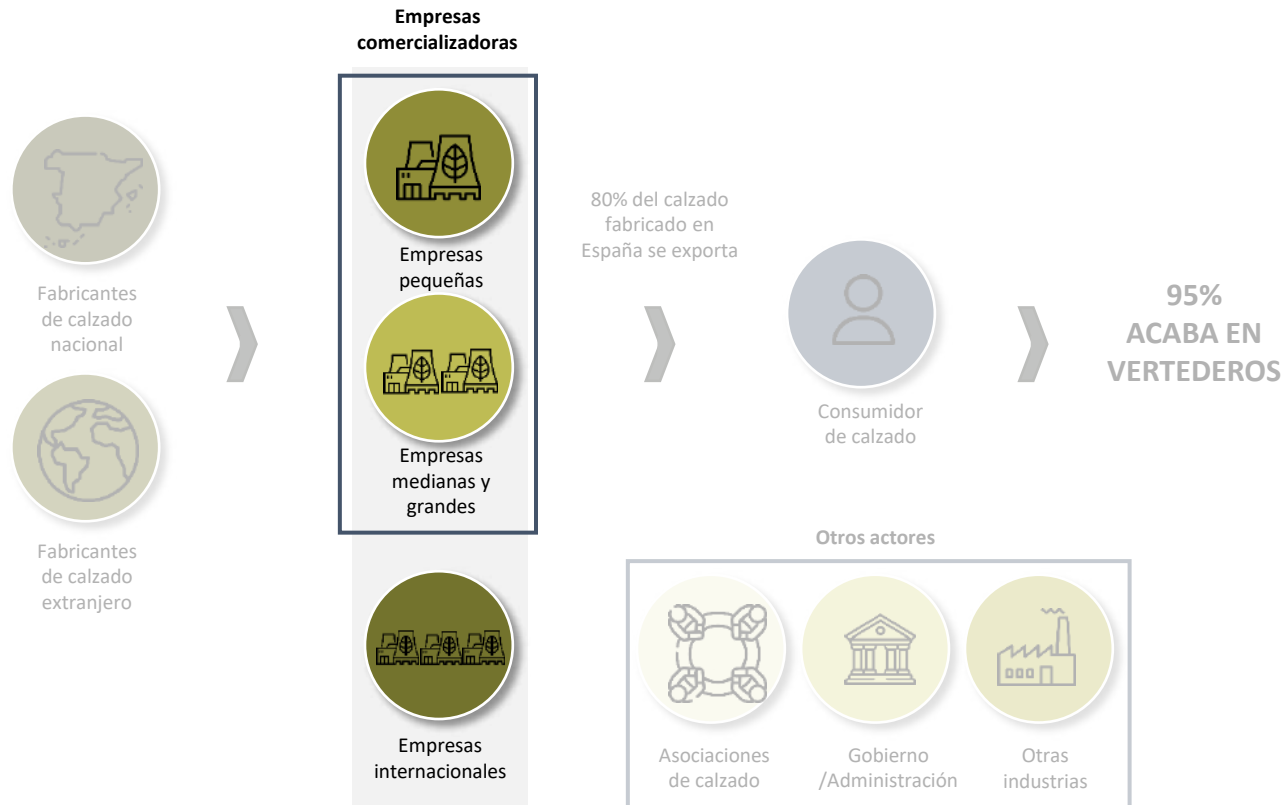 Empresas
comercializadoras
Fabricantes
de calzado
nacional
Fabricantes
de calzado
extranjero
Empresas
pequeñas
Empresas
medianas y
grandes
Empresas
internacionales
80% del calzado
fabricado en
España se exporta
Consumidor
de calzado
95%
ACABA EN
VERTEDEROS
Otros actores
Asociaciones
de calzado
Gobierno
/Administración
Otras
industrias